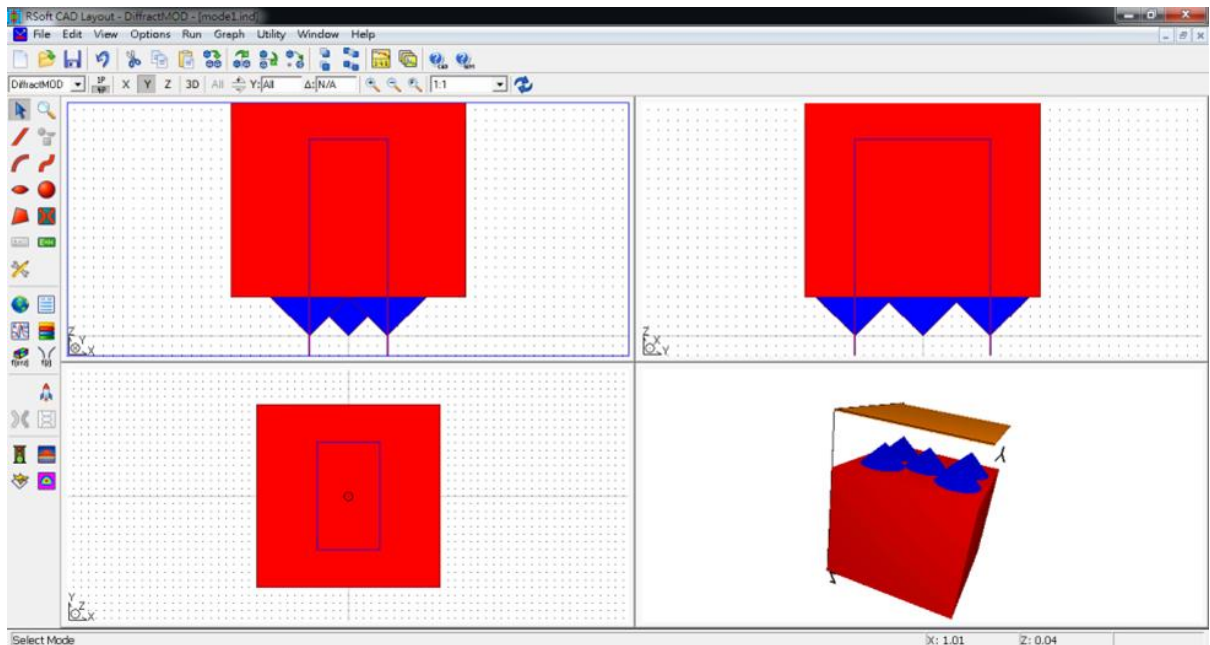 RSoft CAD Layout - DiffractMOD - [mode1.ind]
File Edit View Options Run Graph Utility Window Help
DiffractMOD X Y Z 3D All Y: All Δ: N/A 1:1
Z Y X
Z X Y
Y
Z
Y Z X
Select Mode X: 1.01 Z: 0.04